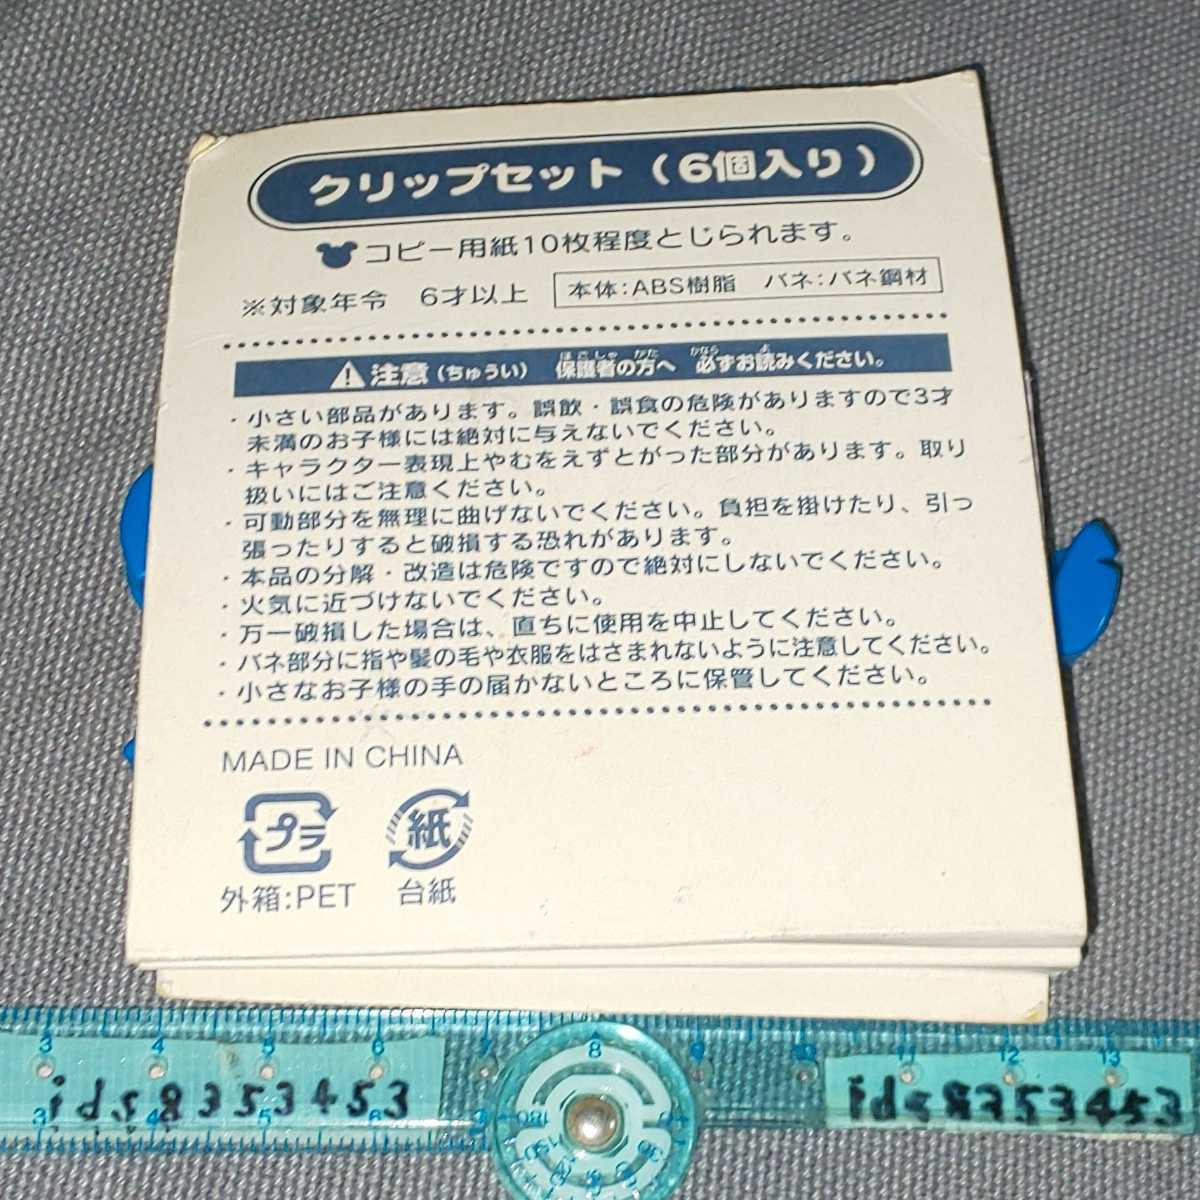 クリップセット（6個入り）
コピー用紙10枚程度とじられます。
※対象年令　6才以上
本体：ABS樹脂　バネ：バネ鋼材
注意（ちゅうい）　保護者の方へ　必ずお読みください。
・小さい部品があります。誤飲・誤食の危険がありますので3才
未満のお子様には絶対に与えないでください。
・キャラクター表現上やむをえずとがった部分があります。取り
扱いにはご注意ください。
・可動部分を無理に曲げないでください。負担を掛けたり、引っ
張ったりすると破損する恐れがあります。
・本品の分解・改造は危険ですので絶対にしないでください。
・火気に近づけないでください。
・万一破損した場合は、直ちに使用を中止してください。
・バネ部分に指や髪の毛や衣服をはさまれないように注意してください。
・小さなお子様の手の届かないところに保管してください。
MADE IN CHINA
プラ
紙
外箱：PET
台紙
3 4 5 6 7 8 9 10 11 12 13
ids8353453
ids8353453